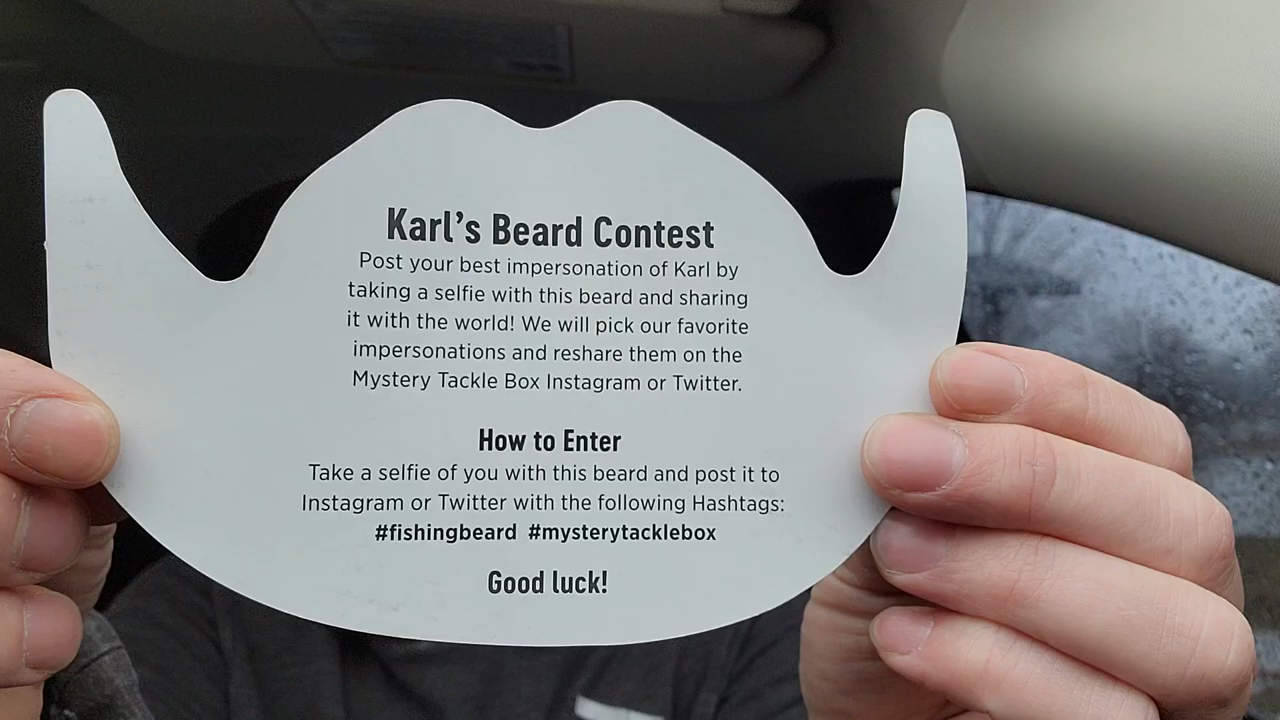 Karl's Beard Contest
Post your best impersonation of Karl by
taking a selfie with this beard and sharing
it with the world! We will pick our favorite
impersonations and reshare them on the
Mystery Tackle Box Instagram or Twitter.
How to Enter
Take a selfie of you with this beard and post it to
Instagram or Twitter with the following Hashtags:
#fishingbeard #mysterytacklebox
Good luck!